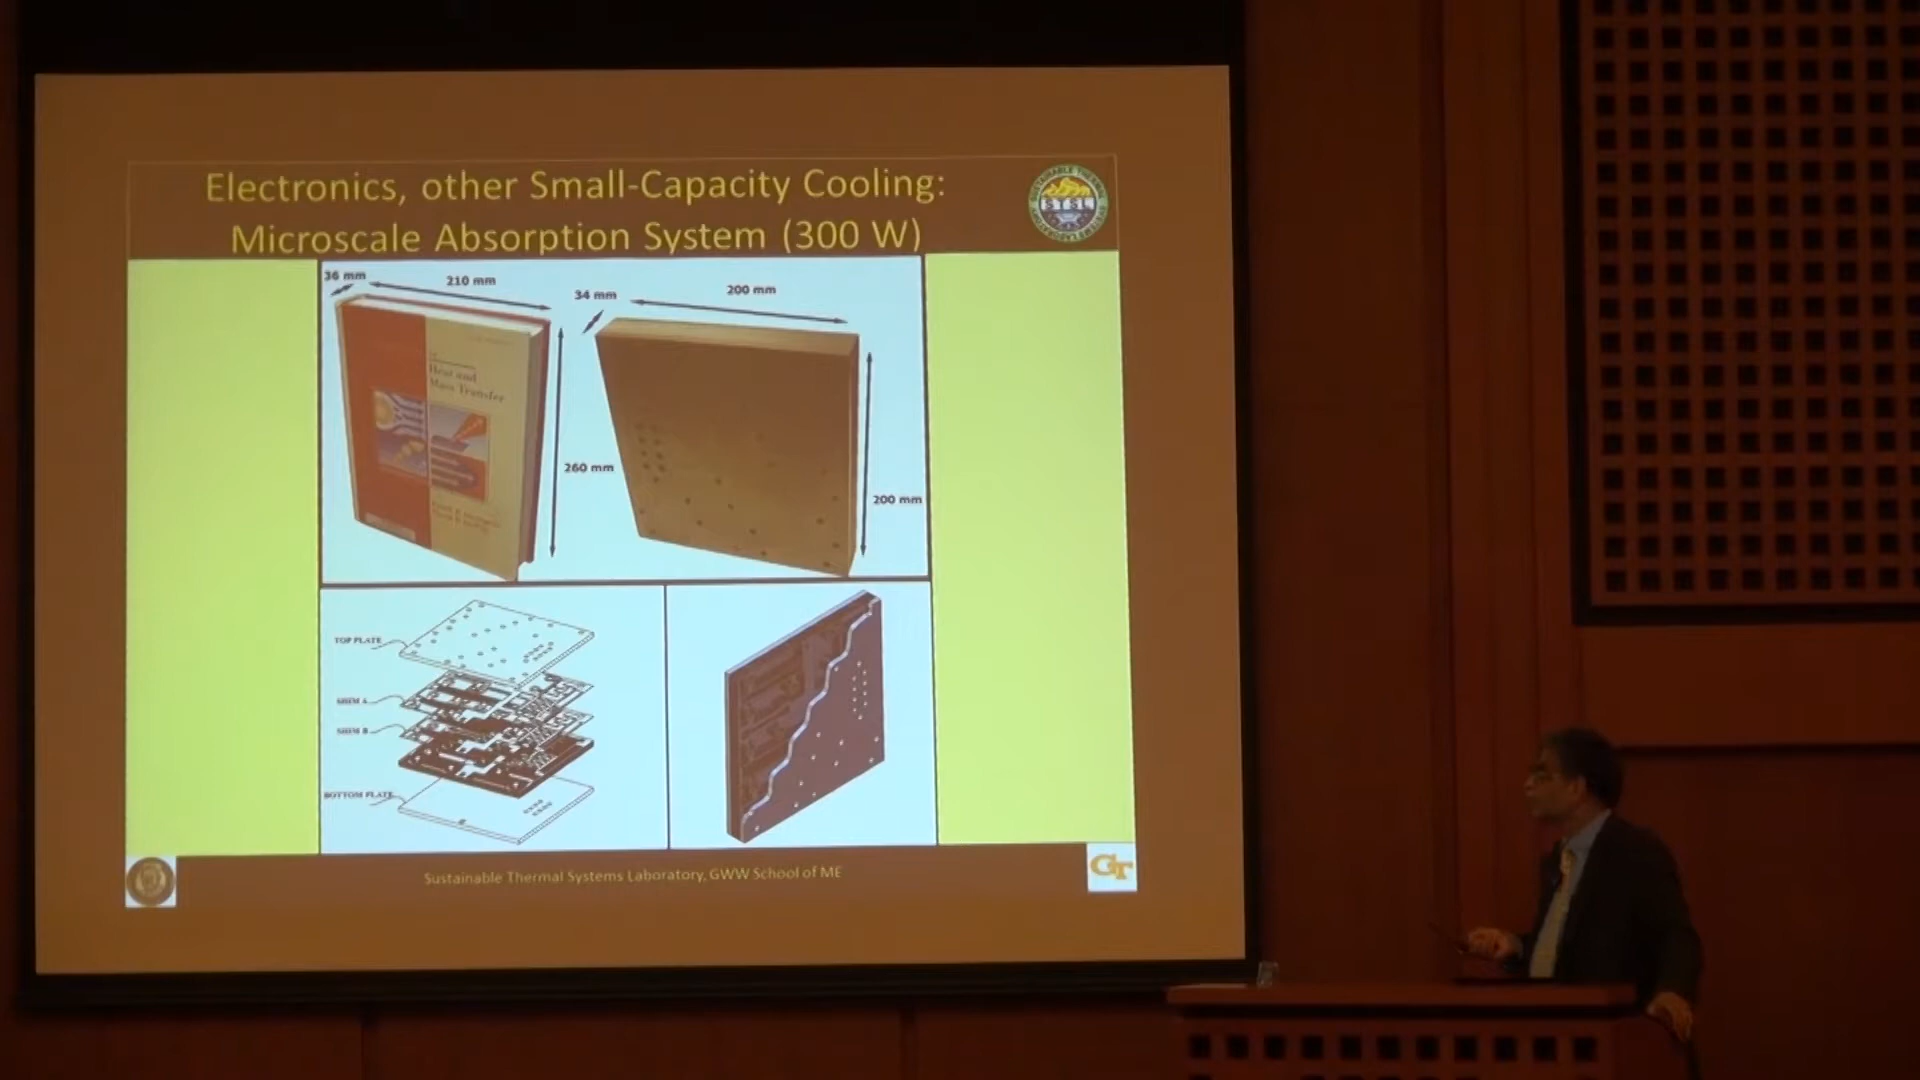 Electronics, other Small-Capacity Cooling:
Microscale Absorption System (300 W)
STSL
36 mm
210 mm
34 mm
200 mm
Heat and
Mass Transfer
260 mm
200 mm
TOP PLATE
SHIM A
SHIM B
BOTTOM PLATE
Sustainable Thermal Systems Laboratory, GWW School of ME
GT